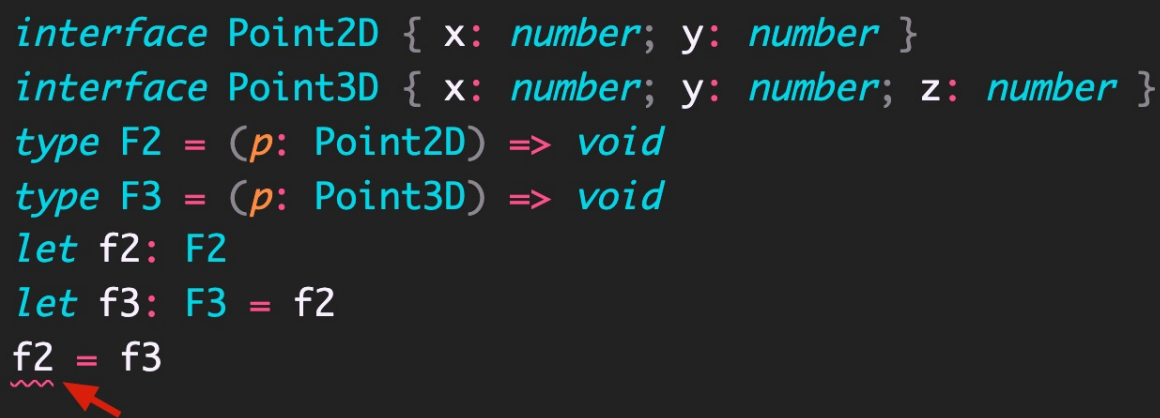 interface Point2D { x: number; y: number }
interface Point3D { x: number; y: number; z: number }
type F2 = (p: Point2D) => void
type F3 = (p: Point3D) => void
let f2: F2
let f3: F3 = f2
f2 = f3